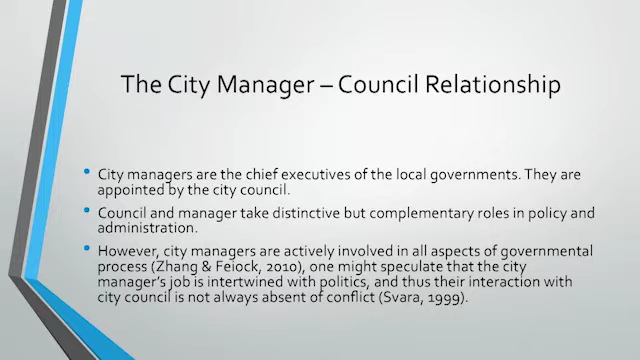 The City Manager – Council Relationship
• City managers are the chief executives of the local governments. They are
appointed by the city council.
• Council and manager take distinctive but complementary roles in policy and
administration.
• However, city managers are actively involved in all aspects of governmental
process (Zhang & Feiock, 2010), one might speculate that the city
manager's job is intertwined with politics, and thus their interaction with
city council is not always absent of conflict (Svara, 1999).